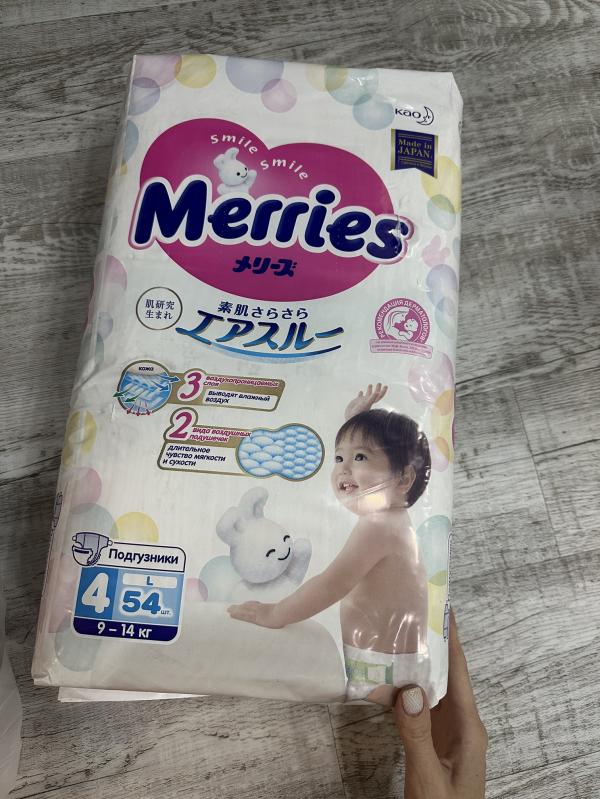 Kao
Made in
JAPAN
smile smile
Merries
メリーズ
肌研究
生まれ
素肌さらさら
エアスルー
РЕКОМЕНДАЦИЯ ДЕРМАТОЛОГОВ
кожа
3 воздухопроницаемых
слоя
выводят влажный
воздух
2 вида воздушных
подушечек
длительное
чувство мягкости
и сухости
Подгузники
4
L
54 шт.
9 – 14 кг